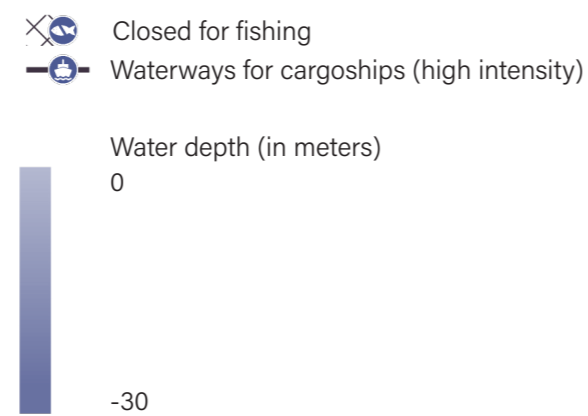 Closed for fishing
Waterways for cargoships (high intensity)
Water depth (in meters)
0
-30